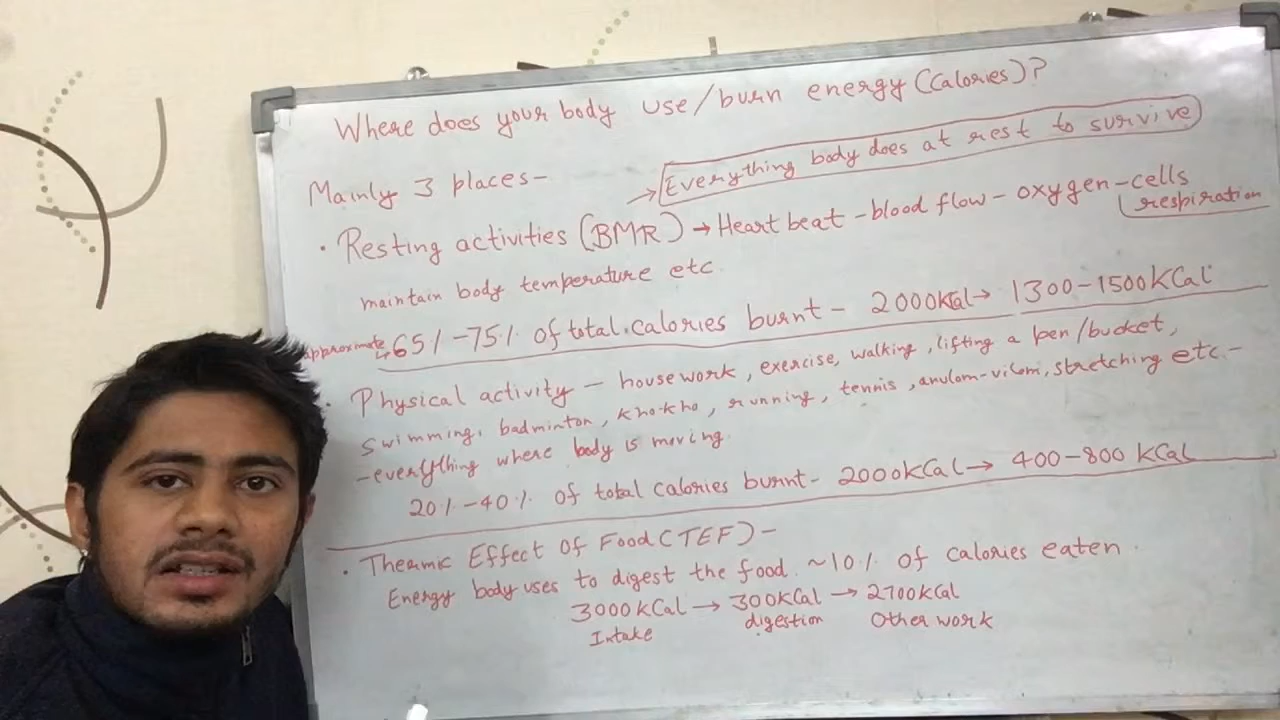 Where does your body use/burn energy (Calories)?
Mainly 3 places-
→ Everything body does at rest to survive
• Resting activities (BMR) → Heart beat - blood flow - oxygen - cells
respiration
maintain body temperature etc
approximate
65% - 75% of total calories burnt - 2000KCal → 1300-1500KCal
• Physical activity - housework, exercise, walking, lifting a pen/bucket,
swimming, badminton, kho-kho, running, tennis, anulom-vilom, stretching etc-
- everything where body is moving.
20% - 40% of total calories burnt - 2000KCal → 400-800 KCal
• Thermic Effect Of Food (TEF) -
Energy body uses to digest the food. ~10% of calories eaten.
3000KCal → 300KCal → 2700KCal
Intake digestion Other work